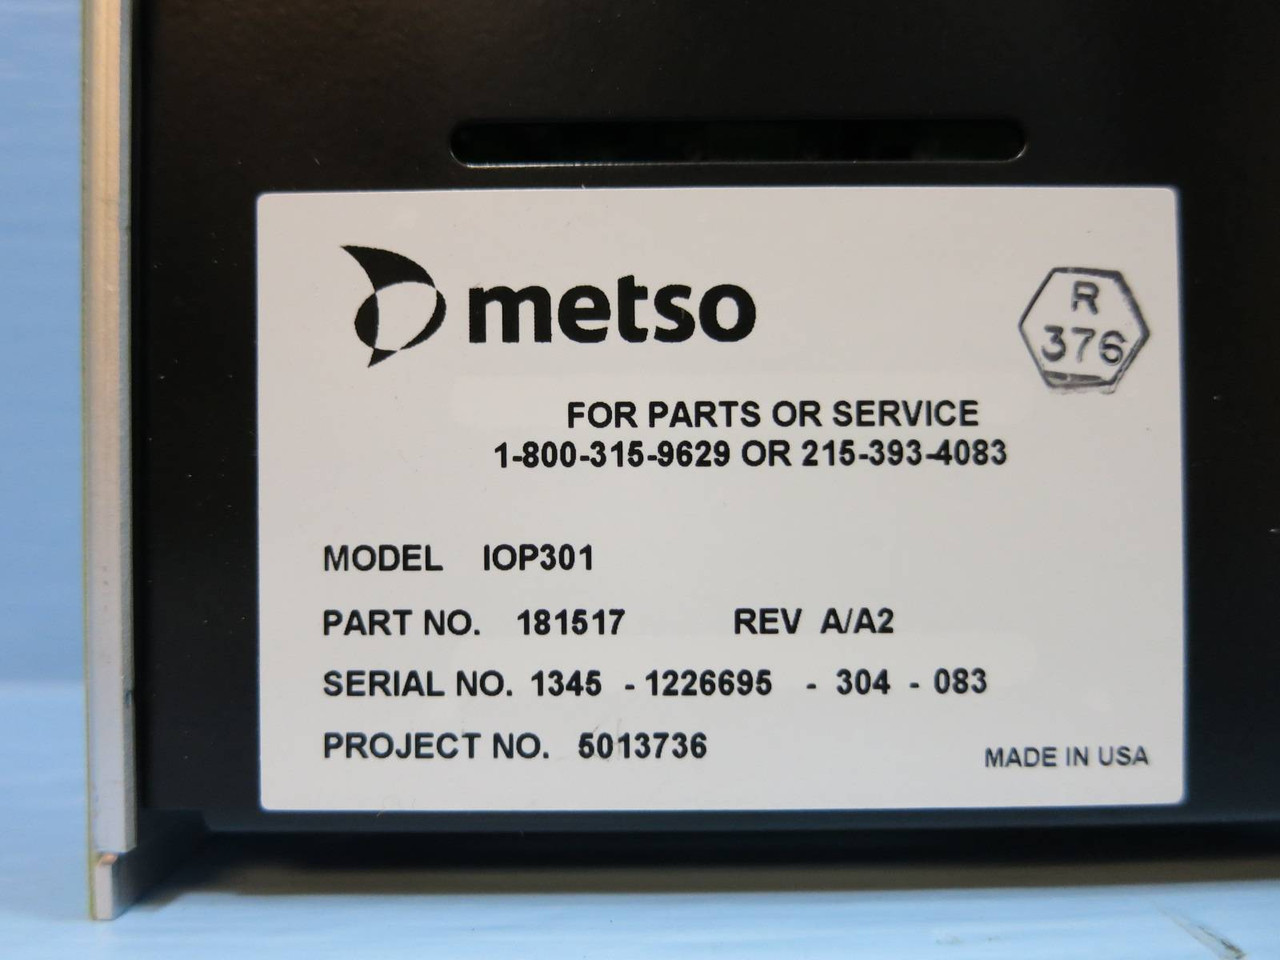 metso
R
376
FOR PARTS OR SERVICE
1-800-315-9629 OR 215-393-4083
MODEL IOP301
PART NO. 181517 REV A/A2
SERIAL NO. 1345 - 1226695 - 304 - 083
PROJECT NO. 5013736
MADE IN USA